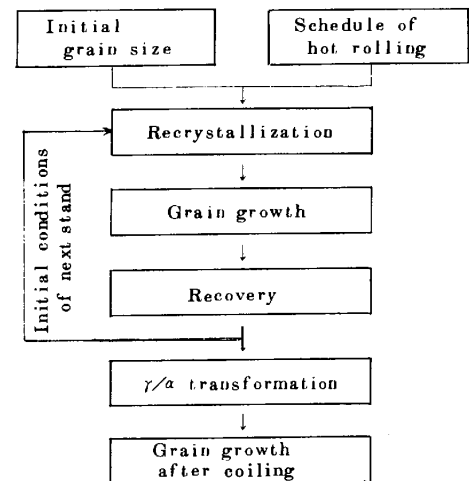 Initial
grain size
Schedule of
hot rolling
Recrystallization
Initial conditions
of next stand
Grain growth
Recovery
γ/α transformation
Grain growth
after coiling